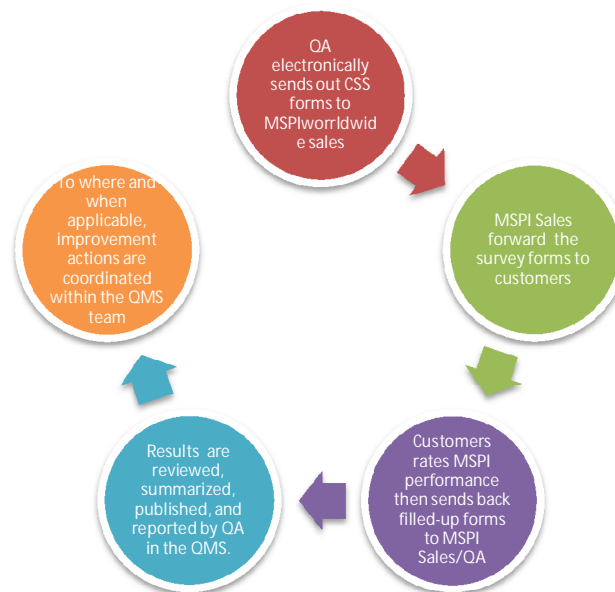 QA
electronically
sends out CSS
forms to
MSPIworrldwid
e sales
MSPI Sales
forward the
survey forms to
customers
Customers
rates MSPI
performance
then sends back
filled-up forms
to MSPI
Sales/QA
Results are
reviewed,
summarized,
published, and
reported by QA
in the QMS.
To where and
when
applicable,
improvement
actions are
coordinated
within the QMS
team